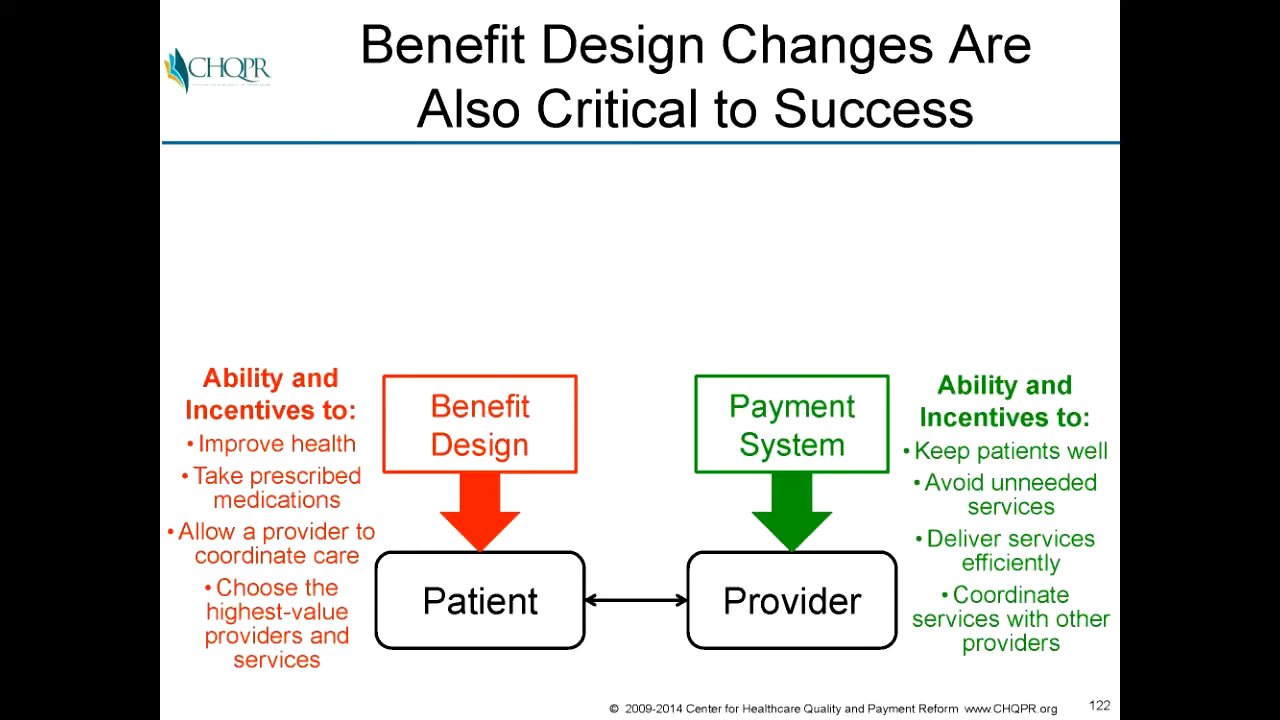 Benefit Design Changes Are
Also Critical to Success
CHQPR
Ability and
Incentives to:
• Improve health
• Take prescribed
medications
• Allow a provider to
coordinate care
• Choose the
highest-value
providers and
services
Benefit
Design
Patient
Payment
System
Provider
Ability and
Incentives to:
• Keep patients well
• Avoid unneeded
services
• Deliver services
efficiently
• Coordinate
services with other
providers
© 2009-2014 Center for Healthcare Quality and Payment Reform www.CHQPR.org
122